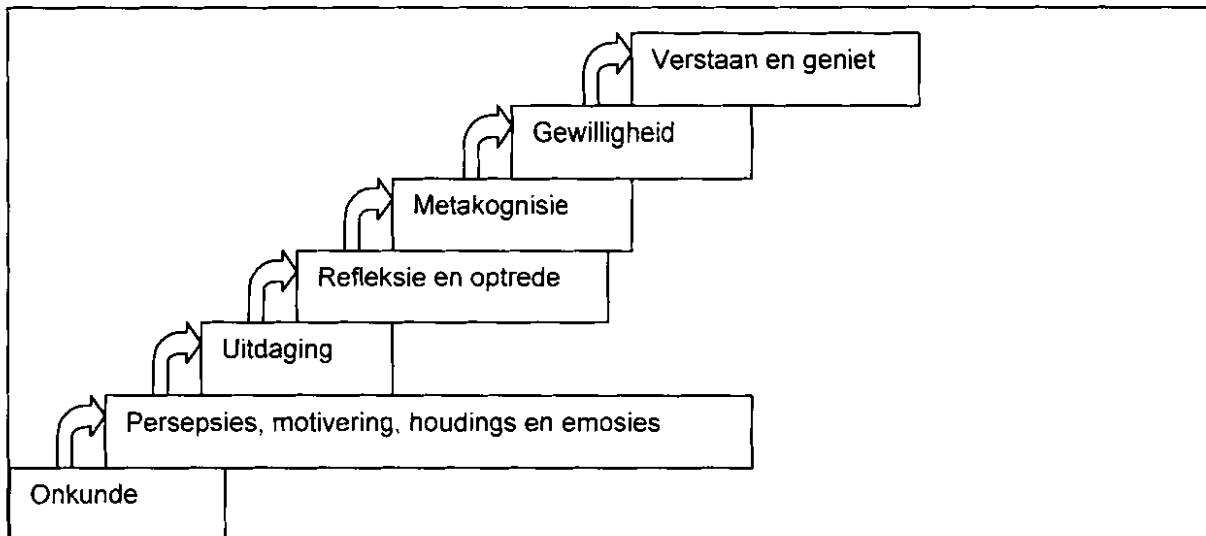 Verstaan en geniet
Gewilligheid
Metakognisie
Refleksie en optrede
Uitdaging
Persepsies, motivering, houdings en emosies
Onkunde